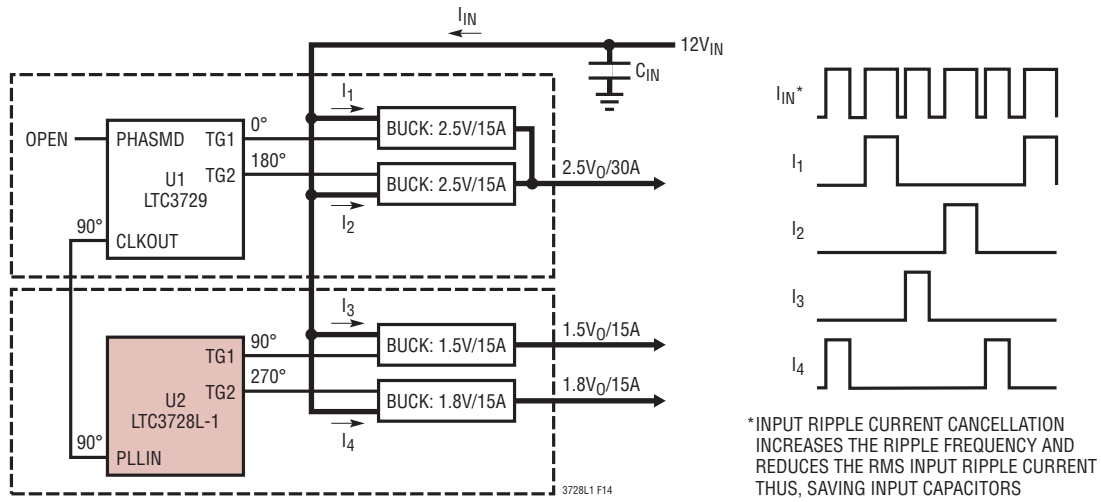 I_IN
12V_IN
C_IN
I_1
OPEN
PHASMD
TG1
0°
BUCK: 2.5V/15A
U1
LTC3729
TG2
180°
BUCK: 2.5V/15A
2.5V_O/30A
I_2
90°
CLKOUT
I_3
TG1
90°
BUCK: 1.5V/15A
1.5V_O/15A
U2
LTC3728L-1
TG2
270°
BUCK: 1.8V/15A
1.8V_O/15A
I_4
90°
PLLIN
3728L1 F14
I_IN*
I_1
I_2
I_3
I_4
*INPUT RIPPLE CURRENT CANCELLATION
INCREASES THE RIPPLE FREQUENCY AND
REDUCES THE RMS INPUT RIPPLE CURRENT
THUS, SAVING INPUT CAPACITORS